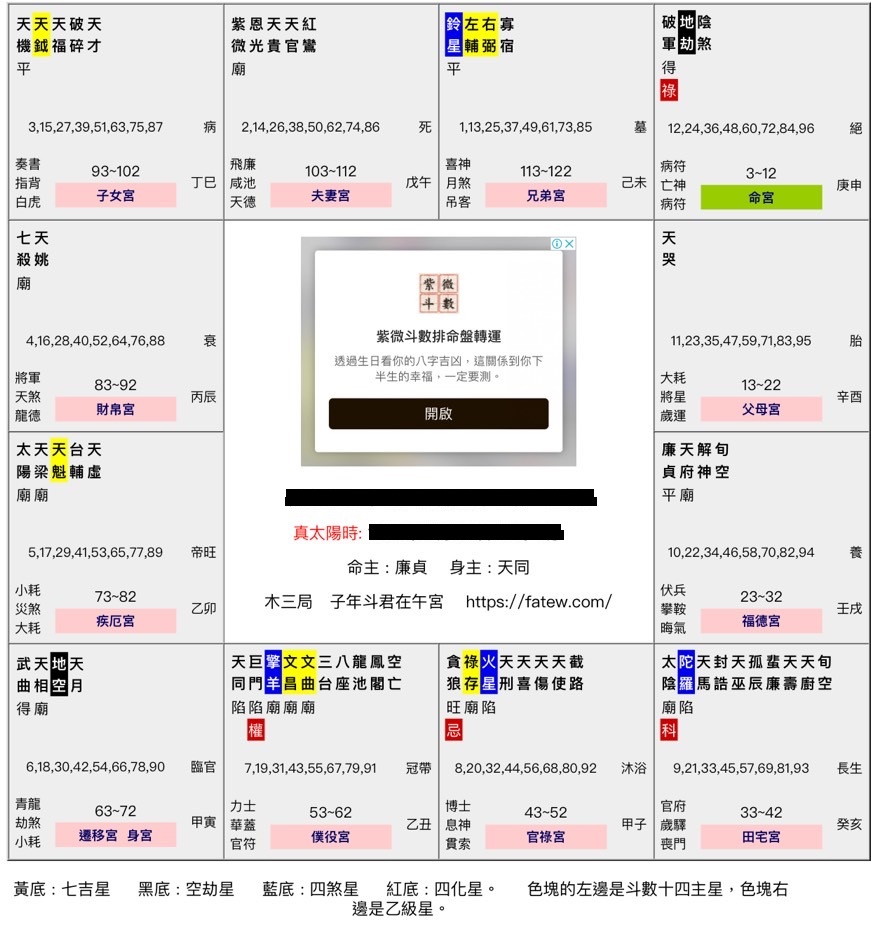 天天天破天
機鉞福碎才
平
3,15,27,39,51,63,75,87 病
奏書
指背
白虎
93~102
子女宮
丁巳
紫恩天天紅
微光貴官鸞
廟
2,14,26,38,50,62,74,86 死
飛廉
咸池
天德
103~112
夫妻宮
戊午
鈴左右寡
星輔弼宿
平
1,13,25,37,49,61,73,85 墓
喜神
月煞
吊客
113~122
兄弟宮
己未
破地陰
軍劫煞
得
祿
12,24,36,48,60,72,84,96 絕
病符
亡神
病符
3~12
命宮
庚申
七天
殺姚
廟
4,16,28,40,52,64,76,88 衰
將軍
天煞
龍德
83~92
財帛宮
丙辰
紫微
斗數
紫微斗數排命盤轉運
透過生日看你的八字吉凶，這關係到你下
半生的幸福，一定要測。
開啟
天
哭
11,23,35,47,59,71,83,95 胎
大耗
將星
歲運
13~22
父母宮
辛酉
太天天台天
陽梁魁輔虛
廟廟
5,17,29,41,53,65,77,89 帝旺
小耗
災煞
大耗
73~82
疾厄宮
乙卯
真太陽時:
命主：廉貞 身主：天同
木三局 子年斗君在午宮 https://fatew.com/
廉天解旬
貞府神空
平廟
10,22,34,46,58,70,82,94 養
伏兵
攀鞍
晦氣
23~32
福德宮
壬戌
武天地天
曲相空月
得廟
6,18,30,42,54,66,78,90 臨官
青龍
劫煞
小耗
63~72
遷移宮 身宮
甲寅
天巨擎文文三八龍鳳空
同門羊昌曲台座池閣亡
陷陷廟廟廟
權
7,19,31,43,55,67,79,91 冠帶
力士
華蓋
官符
53~62
僕役宮
乙丑
貪祿火天天天天截
狼存星刑喜傷使路
旺廟陷
忌
8,20,32,44,56,68,80,92 沐浴
博士
息神
貫索
43~52
官祿宮
甲子
太陀天封天孤蜚天天旬
陰羅馬誥巫辰廉壽廚空
廟陷
科
9,21,33,45,57,69,81,93 長生
官府
歲驛
喪門
33~42
田宅宮
癸亥
黃底：七吉星 黑底：空劫星 藍底：四煞星 紅底：四化星。 色塊的左邊是斗數十四主星，色塊右
邊是乙級星。